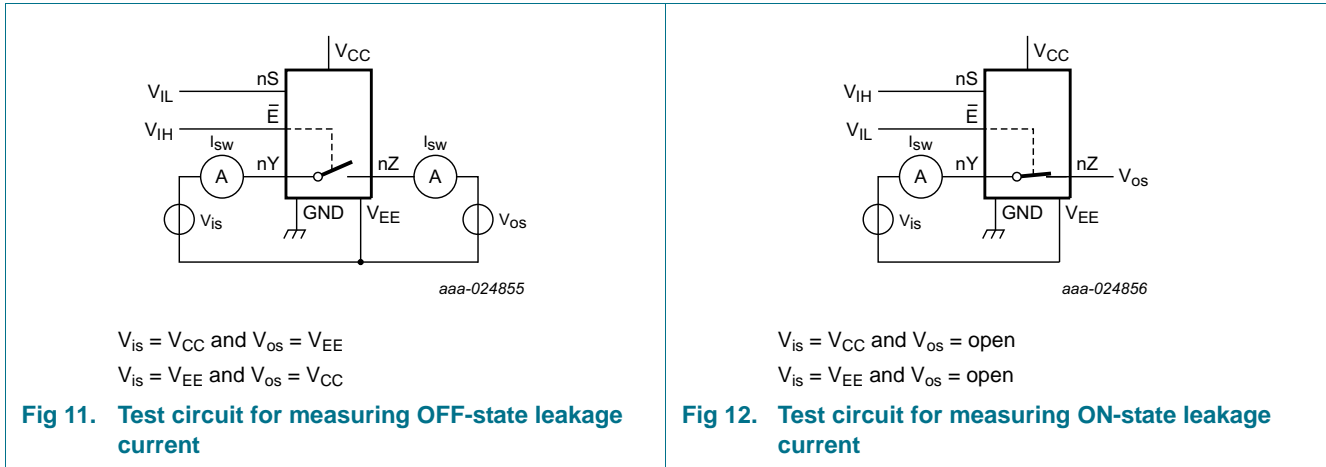 VCC
nS
VIL
E̅
VIH
Isw
Isw
nY
nZ
A
A
GND
VEE
Vis
Vos
aaa-024855
Vis = VCC and Vos = VEE
Vis = VEE and Vos = VCC
Fig 11. Test circuit for measuring OFF-state leakage
current
VCC
nS
VIH
E̅
VIL
Isw
nY
nZ
A
Vos
GND
VEE
Vis
aaa-024856
Vis = VCC and Vos = open
Vis = VEE and Vos = open
Fig 12. Test circuit for measuring ON-state leakage
current